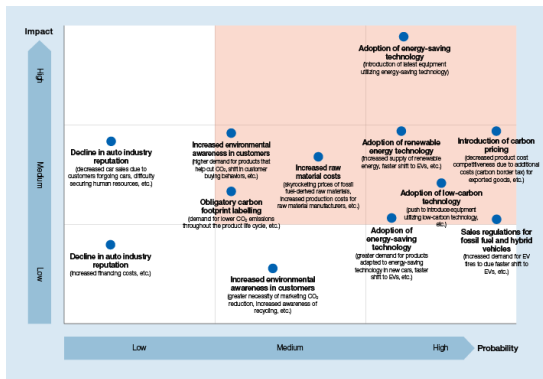 Impact
High
Medium
Low
Adoption of energy-saving
technology
(introduction of latest equipment
utilizing energy-saving technology)
Decline in auto industry
reputation
(decreased car sales due to
customers forgoing cars, difficulty
securing human resources, etc.)
Increased environmental
awareness in customers
(Higher demand for products that
help cut CO₂, shift in customer
buying behaviors, etc.)
Increased raw
material costs
(skyrocketing prices of fossil
fuel-derived raw materials,
increased production costs for
raw material manufacturers, etc.)
Adoption of renewable
energy technology
(increased supply of renewable
energy, faster shift to EVs, etc.)
Introduction of carbon
pricing
(decreased product cost
competitiveness due to additional
costs (carbon border tax) for
exported goods, etc.)
Obligatory carbon
footprint labelling
(demand for lower CO₂ emissions
throughout the product life cycle, etc.)
Adoption of low-carbon
technology
(push to introduce equipment
utilizing low-carbon technology,
etc.)
Decline in auto industry
reputation
(increased financing costs, etc.)
Increased environmental
awareness in customers
(greater necessity of marketing CO₂
reduction, increased awareness of
recycling, etc.)
Adoption of
energy-saving
technology
(greater demand for products
adapted to energy-saving
technology in new cars, faster
shift to EVs, etc.)
Sales regulations for
fossil fuel and hybrid
vehicles
(increased demand for EV
tires to due faster shift to
EVs, etc.)
Low
Medium
High
Probability